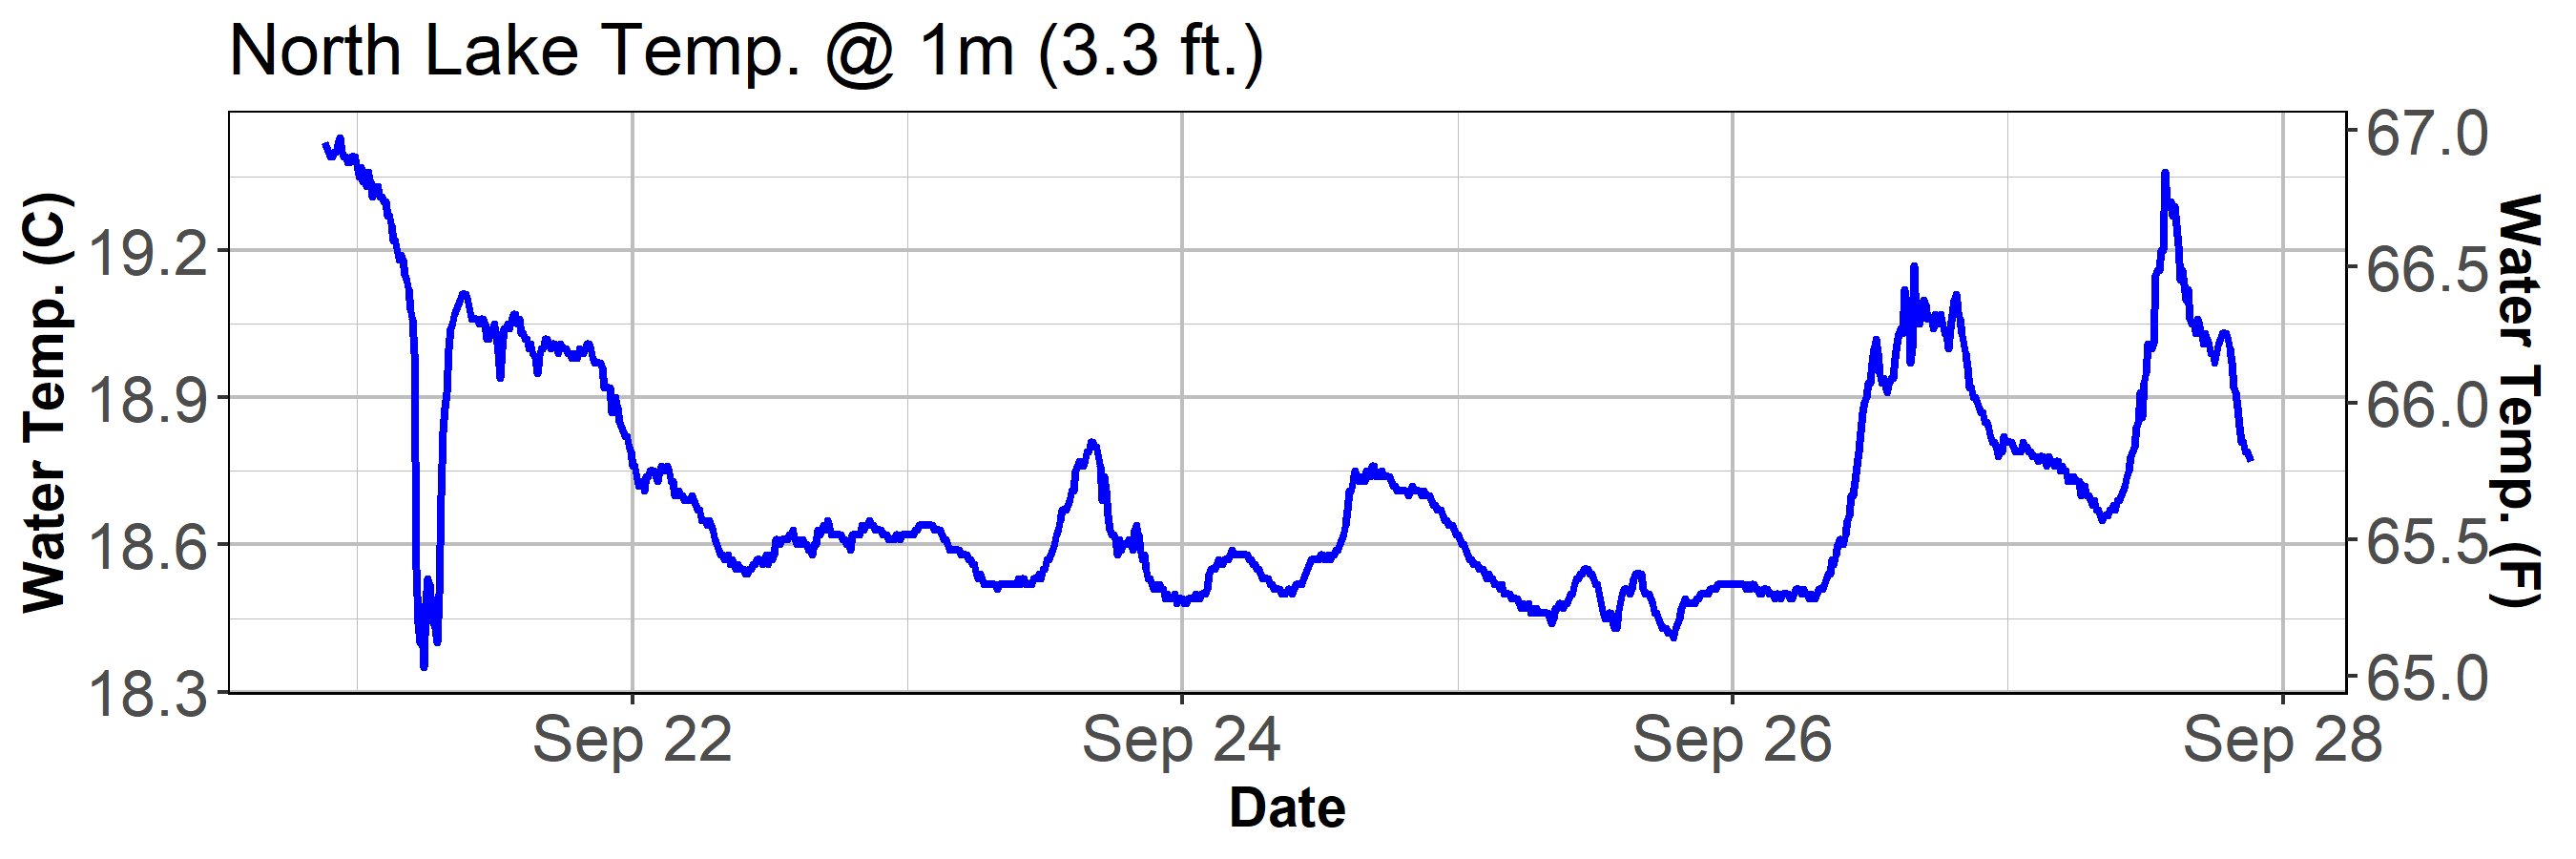 North Lake Temp. @ 1m (3.3 ft.)
Water Temp. (C)
19.2
18.9
18.6
18.3
67.0
66.5
66.0
65.5
65.0
Water Temp. (F)
Sep 22 Sep 24 Sep 26 Sep 28
Date